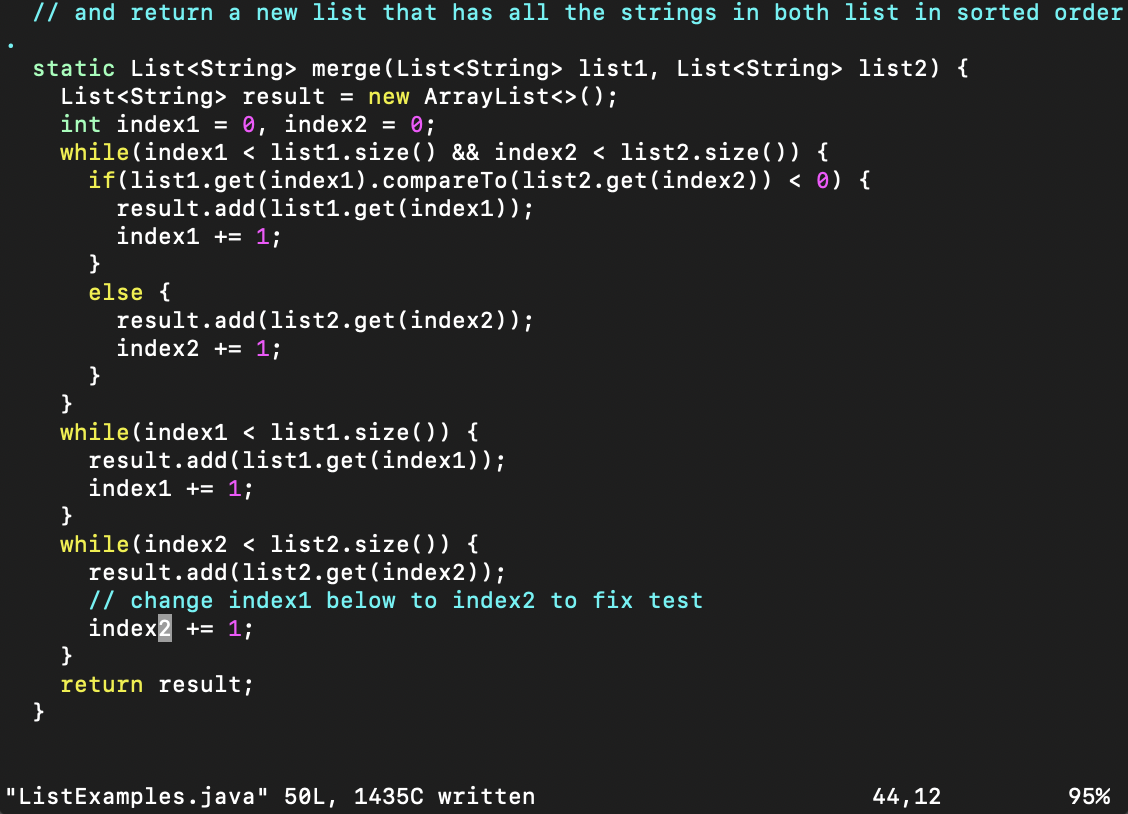 // and return a new list that has all the strings in both list in sorted order
.
  static List<String> merge(List<String> list1, List<String> list2) {
    List<String> result = new ArrayList<>();
    int index1 = 0, index2 = 0;
    while(index1 < list1.size() && index2 < list2.size()) {
      if(list1.get(index1).compareTo(list2.get(index2)) < 0) {
        result.add(list1.get(index1));
        index1 += 1;
      }
      else {
        result.add(list2.get(index2));
        index2 += 1;
      }
    }
    while(index1 < list1.size()) {
      result.add(list1.get(index1));
      index1 += 1;
    }
    while(index2 < list2.size()) {
      result.add(list2.get(index2));
      // change index1 below to index2 to fix test
      index2 += 1;
    }
    return result;
  }
"ListExamples.java" 50L, 1435C written 44,12 95%